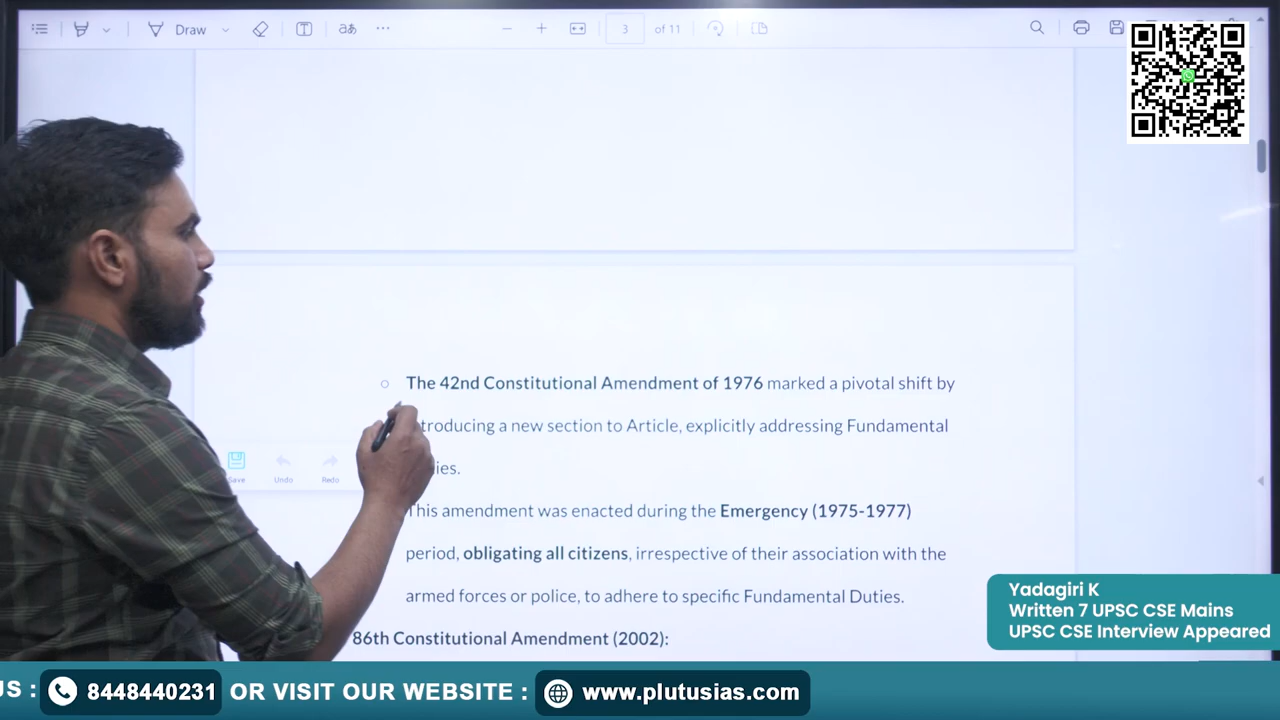 Draw
3 of 11
The 42nd Constitutional Amendment of 1976 marked a pivotal shift by
troducing a new section to Article, explicitly addressing Fundamental
ies.
Save Undo Redo
This amendment was enacted during the Emergency (1975-1977)
period, obligating all citizens, irrespective of their association with the
armed forces or police, to adhere to specific Fundamental Duties.
86th Constitutional Amendment (2002):
Yadagiri K
Written 7 UPSC CSE Mains
UPSC CSE Interview Appeared
US : 8448440231 OR VISIT OUR WEBSITE : www.plutusias.com